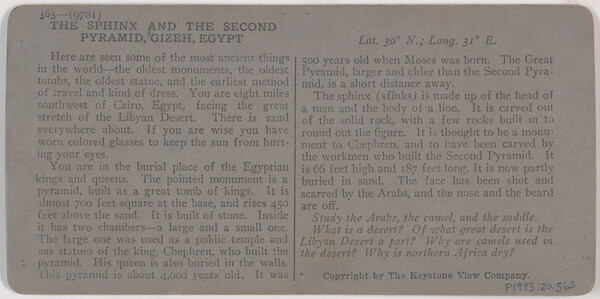 303—(9781)
THE SPHINX AND THE SECOND
PYRAMID, GIZEH, EGYPT
Here are seen some of the most ancient things
in the world—the oldest monuments, the oldest
tombs, the oldest statue, and the earliest method
of travel and kind of dress. You are eight miles
southwest of Cairo, Egypt, facing the great
stretch of the Libyan Desert. There is sand
everywhere about. If you are wise you have
worn colored glasses to keep the sun from hurt-
ing your eyes.
You are in the burial place of the Egyptian
kings and queens. The pointed monument is a
pyramid, built as a great tomb of kings. It is
almost 700 feet square at the base, and rises 450
feet above the sand. It is built of stone. Inside
it has two chambers—a large and a small one.
The large one was used as a public temple and
has statues of the king, Chephren, who built the
pyramid. His queen is also buried in the walls.
This pyramid is about 4,000 years old. It was
Lat. 30° N.; Long. 31° E.
500 years old when Moses was born. The Great
Pyramid, larger and older than the Second Pyra-
mid, is a short distance away.
The sphinx (sfinks) is made up of the head of
a man and the body of a lion. It is carved out
of the solid rock, with a few rocks built in to
round out the figure. It is thought to be a monu-
ment to Chephren, and to have been carved by
the workmen who built the Second Pyramid. It
is 66 feet high and 187 feet long. It is now partly
buried in sand. The face has been shot and
scarred by the Arabs, and the nose and the beard
are off.
Study the Arabs, the camel, and the saddle.
What is a desert? Of what great desert is the
Libyan Desert a part? Why are camels used in
the desert? Why is northern Africa dry?
Copyright by The Keystone View Company.
P1993.20.565